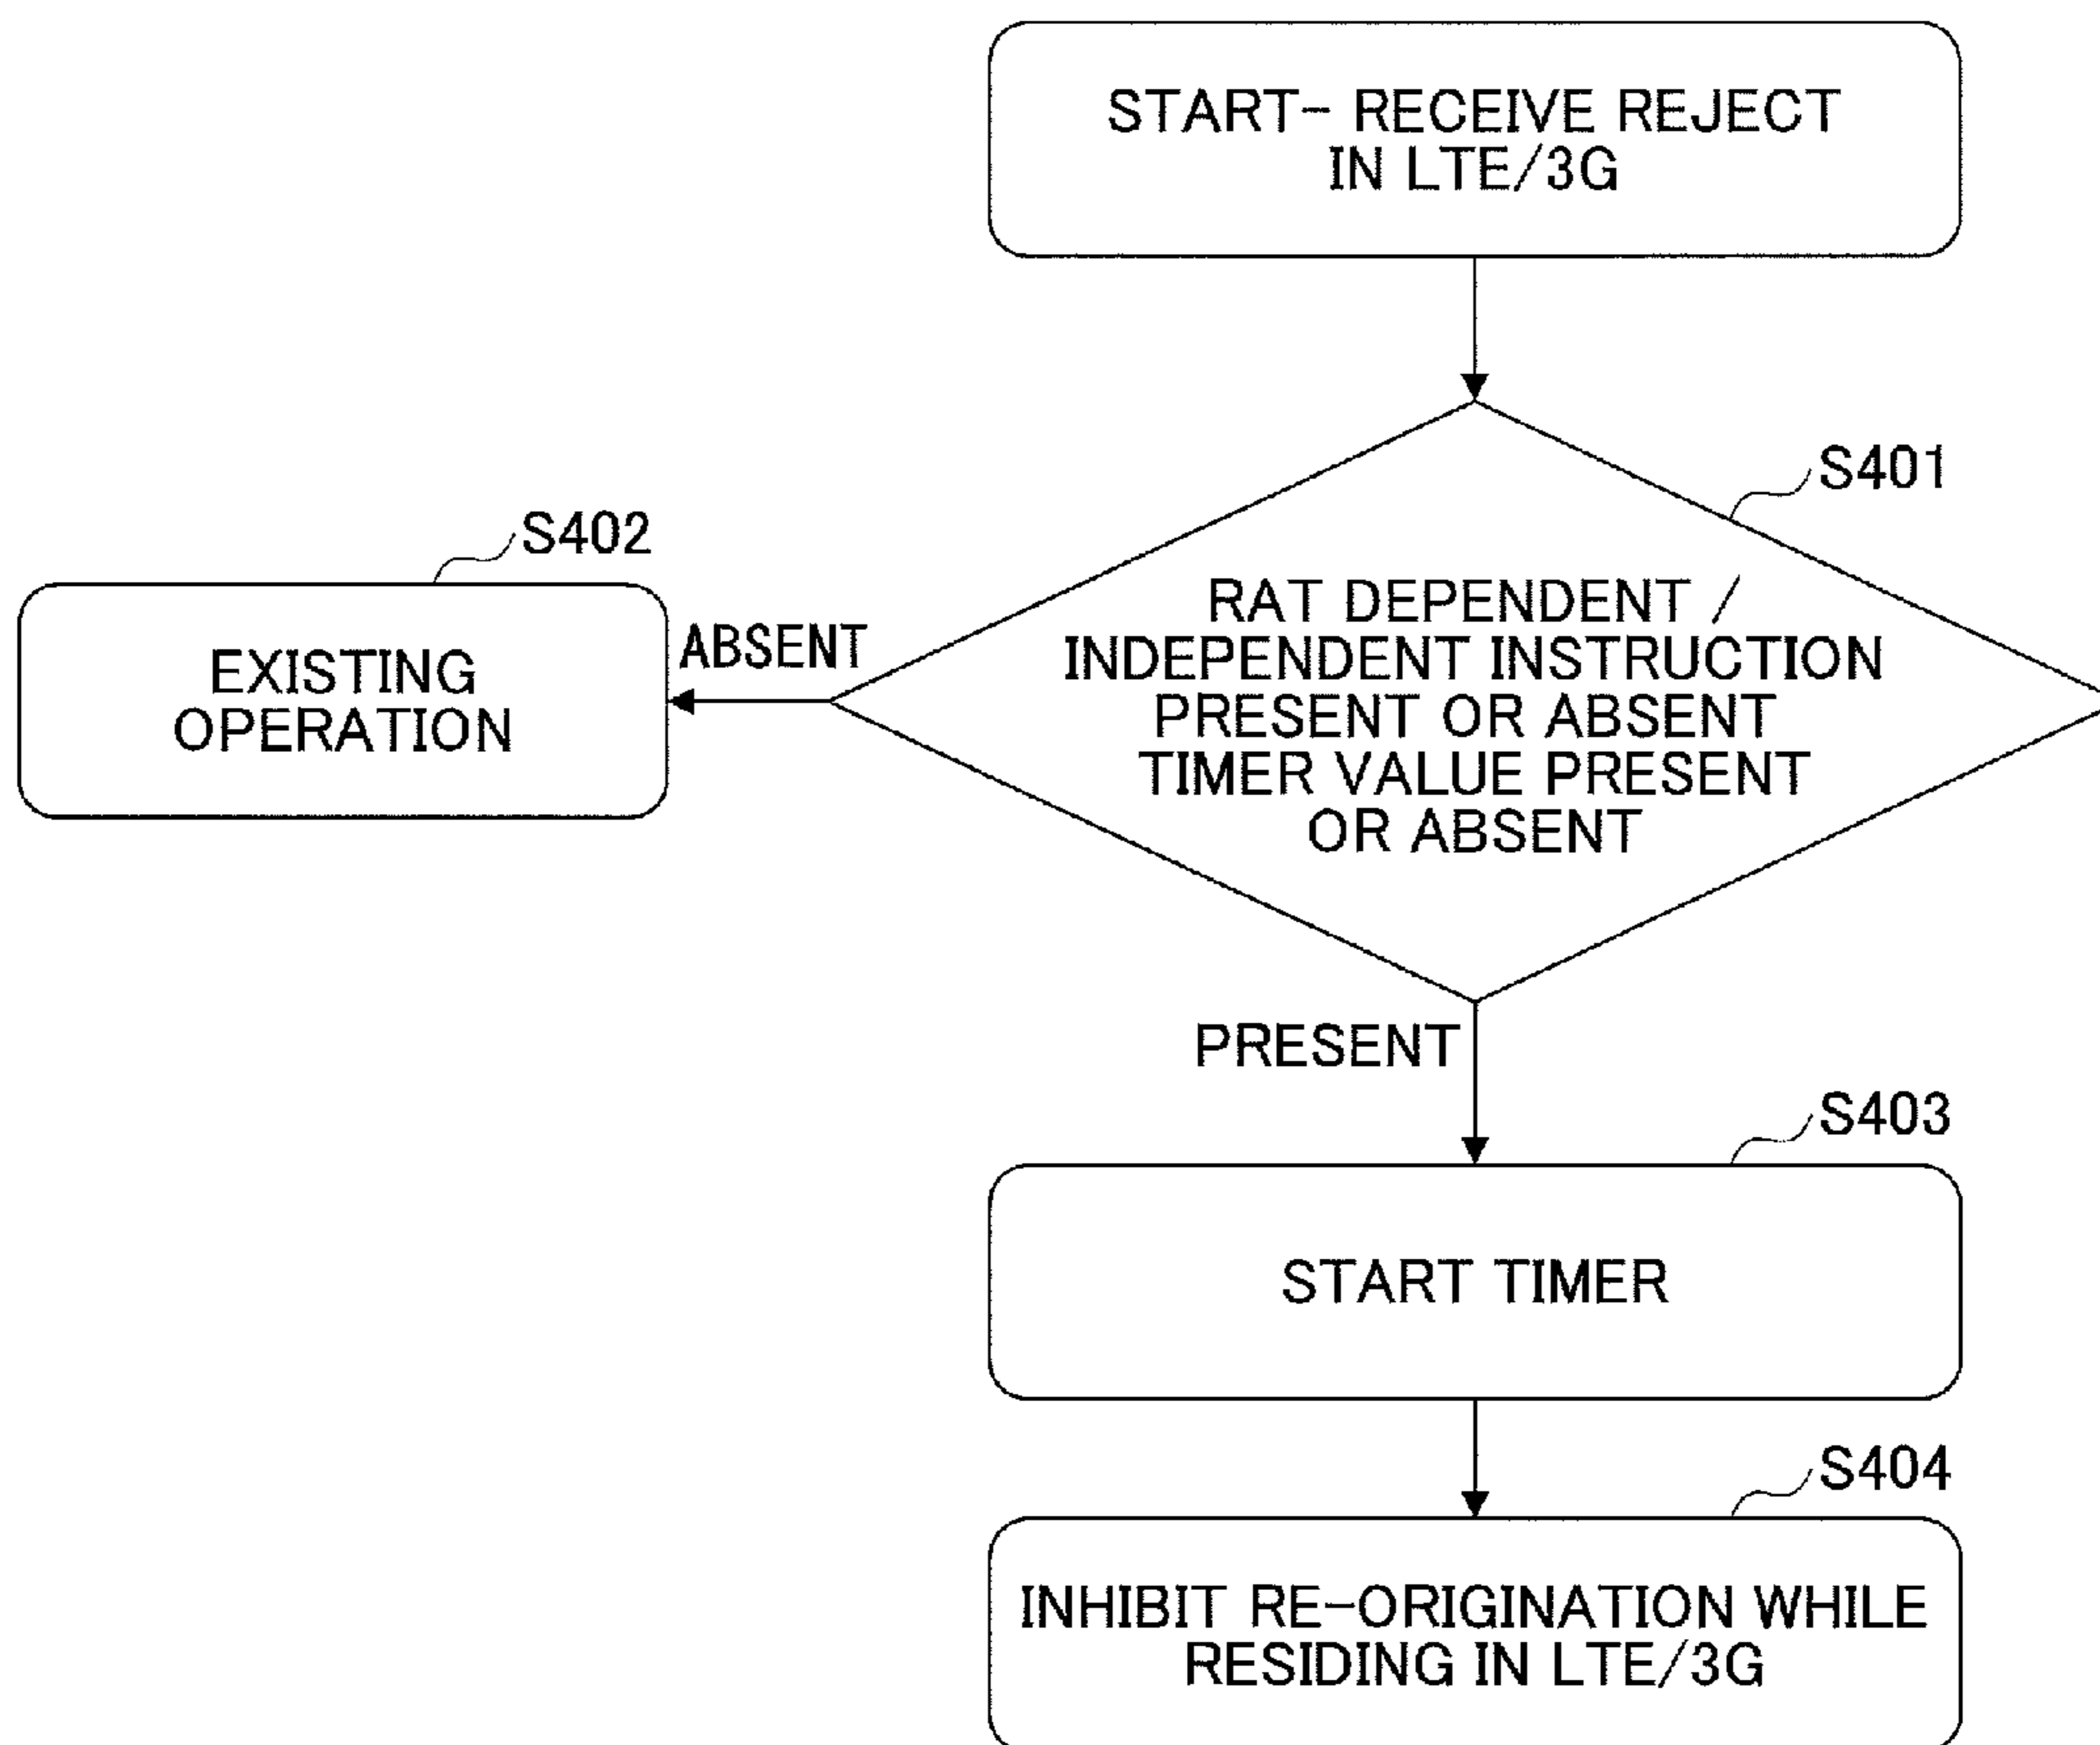 START- RECEIVE REJECT
IN LTE/3G
S401
RAT DEPENDENT /
INDEPENDENT INSTRUCTION
PRESENT OR ABSENT
TIMER VALUE PRESENT
OR ABSENT
ABSENT
S402
EXISTING
OPERATION
PRESENT
S403
START TIMER
S404
INHIBIT RE-ORIGINATION WHILE
RESIDING IN LTE/3G